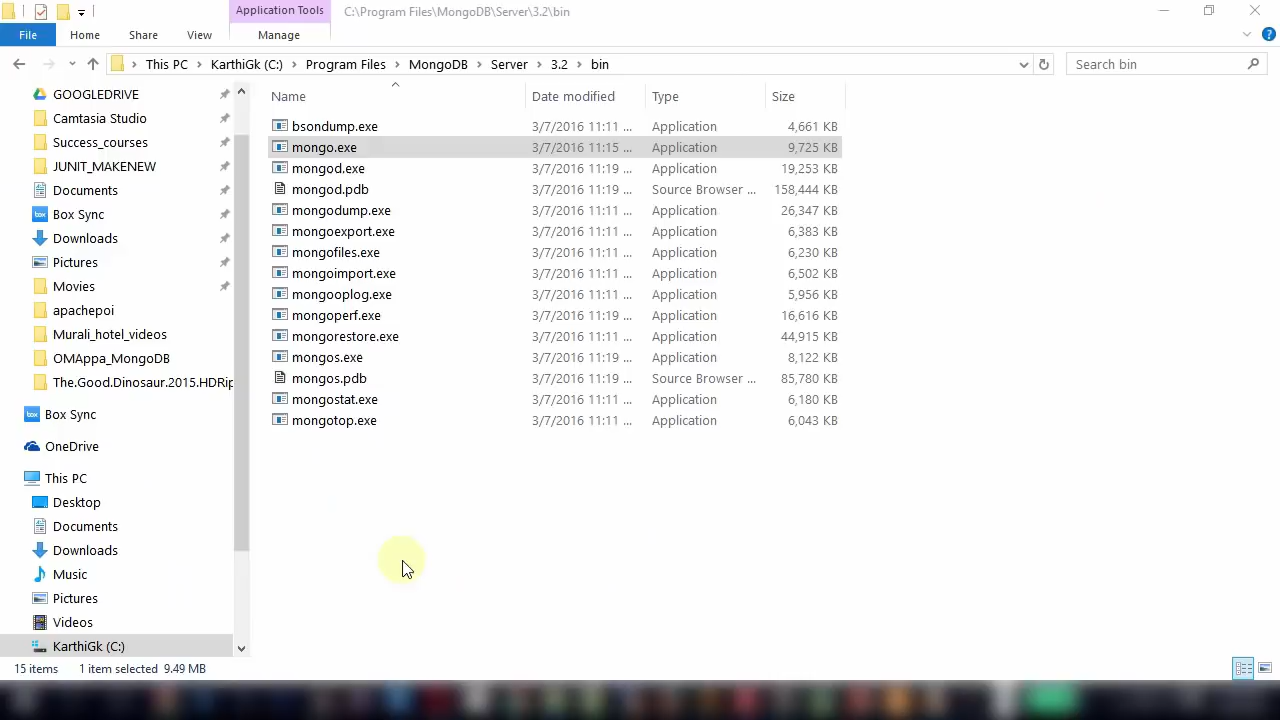 Application Tools
C:\Program Files\MongoDB\Server\3.2\bin
File Home Share View Manage
This PC KarthiGk (C:) Program Files MongoDB Server 3.2 bin
Search bin
GOOGLEDRIVE
Camtasia Studio
Success_courses
JUNIT_MAKENEW
Documents
Box Sync
Downloads
Pictures
Movies
apachepoi
Murali_hotel_videos
OMAppa_MongoDB
The.Good.Dinosaur.2015.HDRip
Box Sync
OneDrive
This PC
Desktop
Documents
Downloads
Music
Pictures
Videos
KarthiGk (C:)
Name Date modified Type Size
bsondump.exe 3/7/2016 11:11 ... Application 4,661 KB
mongo.exe 3/7/2016 11:15 ... Application 9,725 KB
mongod.exe 3/7/2016 11:19 ... Application 19,253 KB
mongod.pdb 3/7/2016 11:19 ... Source Browser ... 158,444 KB
mongodump.exe 3/7/2016 11:11 ... Application 26,347 KB
mongoexport.exe 3/7/2016 11:11 ... Application 6,383 KB
mongofiles.exe 3/7/2016 11:11 ... Application 6,230 KB
mongoimport.exe 3/7/2016 11:11 ... Application 6,502 KB
mongooplog.exe 3/7/2016 11:11 ... Application 5,956 KB
mongoperf.exe 3/7/2016 11:19 ... Application 16,616 KB
mongorestore.exe 3/7/2016 11:11 ... Application 44,915 KB
mongos.exe 3/7/2016 11:19 ... Application 8,122 KB
mongos.pdb 3/7/2016 11:19 ... Source Browser ... 85,780 KB
mongostat.exe 3/7/2016 11:11 ... Application 6,180 KB
mongotop.exe 3/7/2016 11:11 ... Application 6,043 KB
15 items 1 item selected 9.49 MB